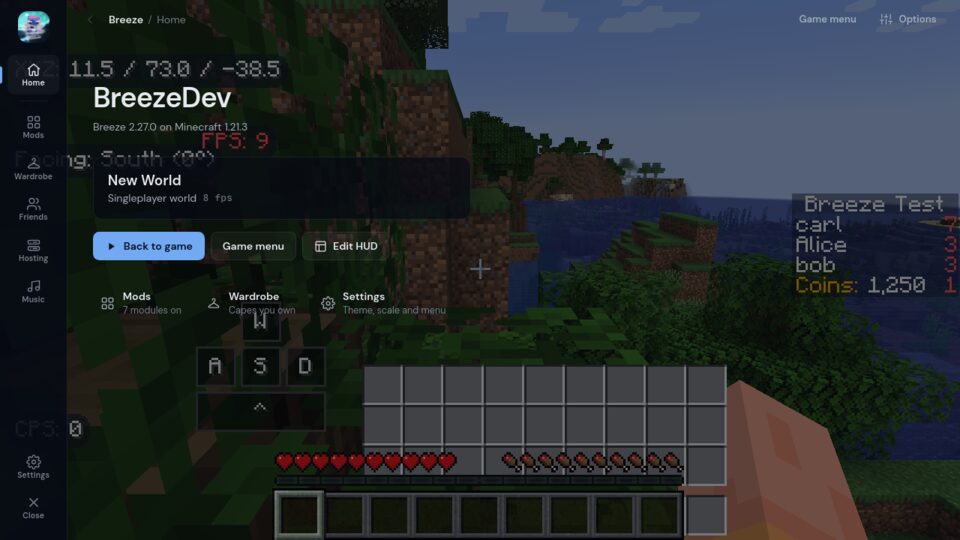 Breeze / Home
Game menu
Options
XYZ: 11.5 / 73.0 / -38.5
Home
BreezeDev
Breeze 2.27.0 on Minecraft 1.21.3
Mods
FPS: 9
Facing: South (0°)
Wardrobe
New World
Singleplayer world 8 fps
Friends
Breeze Test
carl 7
Alice 3
bob 3
Coins: 1,250 1
Hosting
Back to game
Game menu
Edit HUD
Music
Mods
7 modules on
Wardrobe
Capes you own
Settings
Theme, scale and menu
W
A S D
^
CPS: 0
Settings
Close